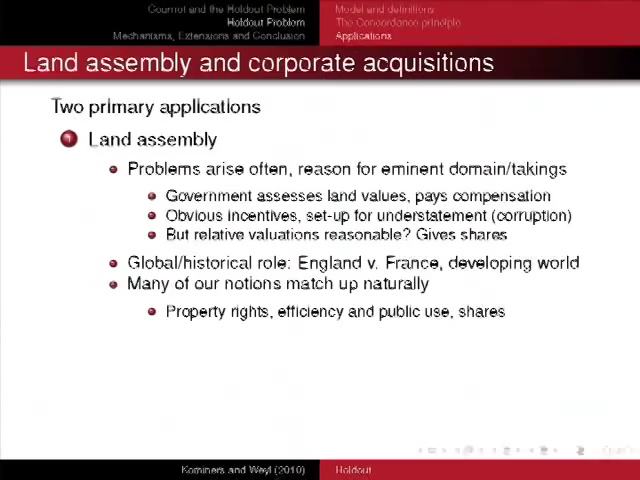 Cournot and the Holdout Problem
Holdout Problem
Mechanisms, Extensions and Conclusion
Model and definitions
The Concordance principle
Applications
Land assembly and corporate acquisitions
Two primary applications
1 Land assembly
Problems arise often, reason for eminent domain/takings
Government assesses land values, pays compensation
Obvious incentives, set-up for understatement (corruption)
But relative valuations reasonable? Gives shares
Global/historical role: England v. France, developing world
Many of our notions match up naturally
Property rights, efficiency and public use, shares
Kominers and Weyl (2010)
Holdout